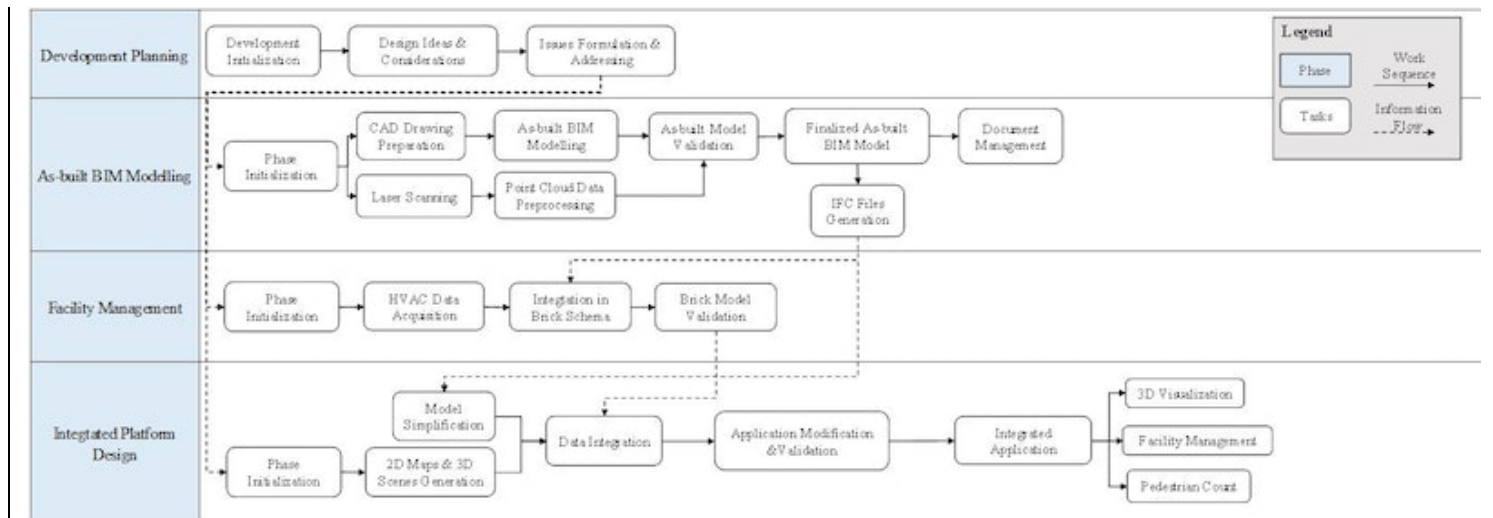 Development Planning
Development
Initialization
Design Ideas &
Considerations
Issues Formulation &
Addressing
Legend
Phase
Work
Sequence
Tasks
Information
Flow
As-built BIM Modelling
Phase
Initialization
CAD Drawing
Preparation
As-built BIM
Modelling
As-built Model
Validation
Finalized As-built
BIM Model
Document
Management
Laser Scanning
Point Cloud Data
Preprocessing
IFC Files
Generation
Facility Management
Phase
Initialization
HVAC Data
Acquisition
Integtation in
Brick Schema
Brick Model
Validation
Integtated Platform
Design
Model
Simplification
Phase
Initialization
2D Maps & 3D
Scenes Generation
Data Integration
Application Modification
&Validation
Integrated
Application
3D Visualization
Facility Management
Pedestrian Count